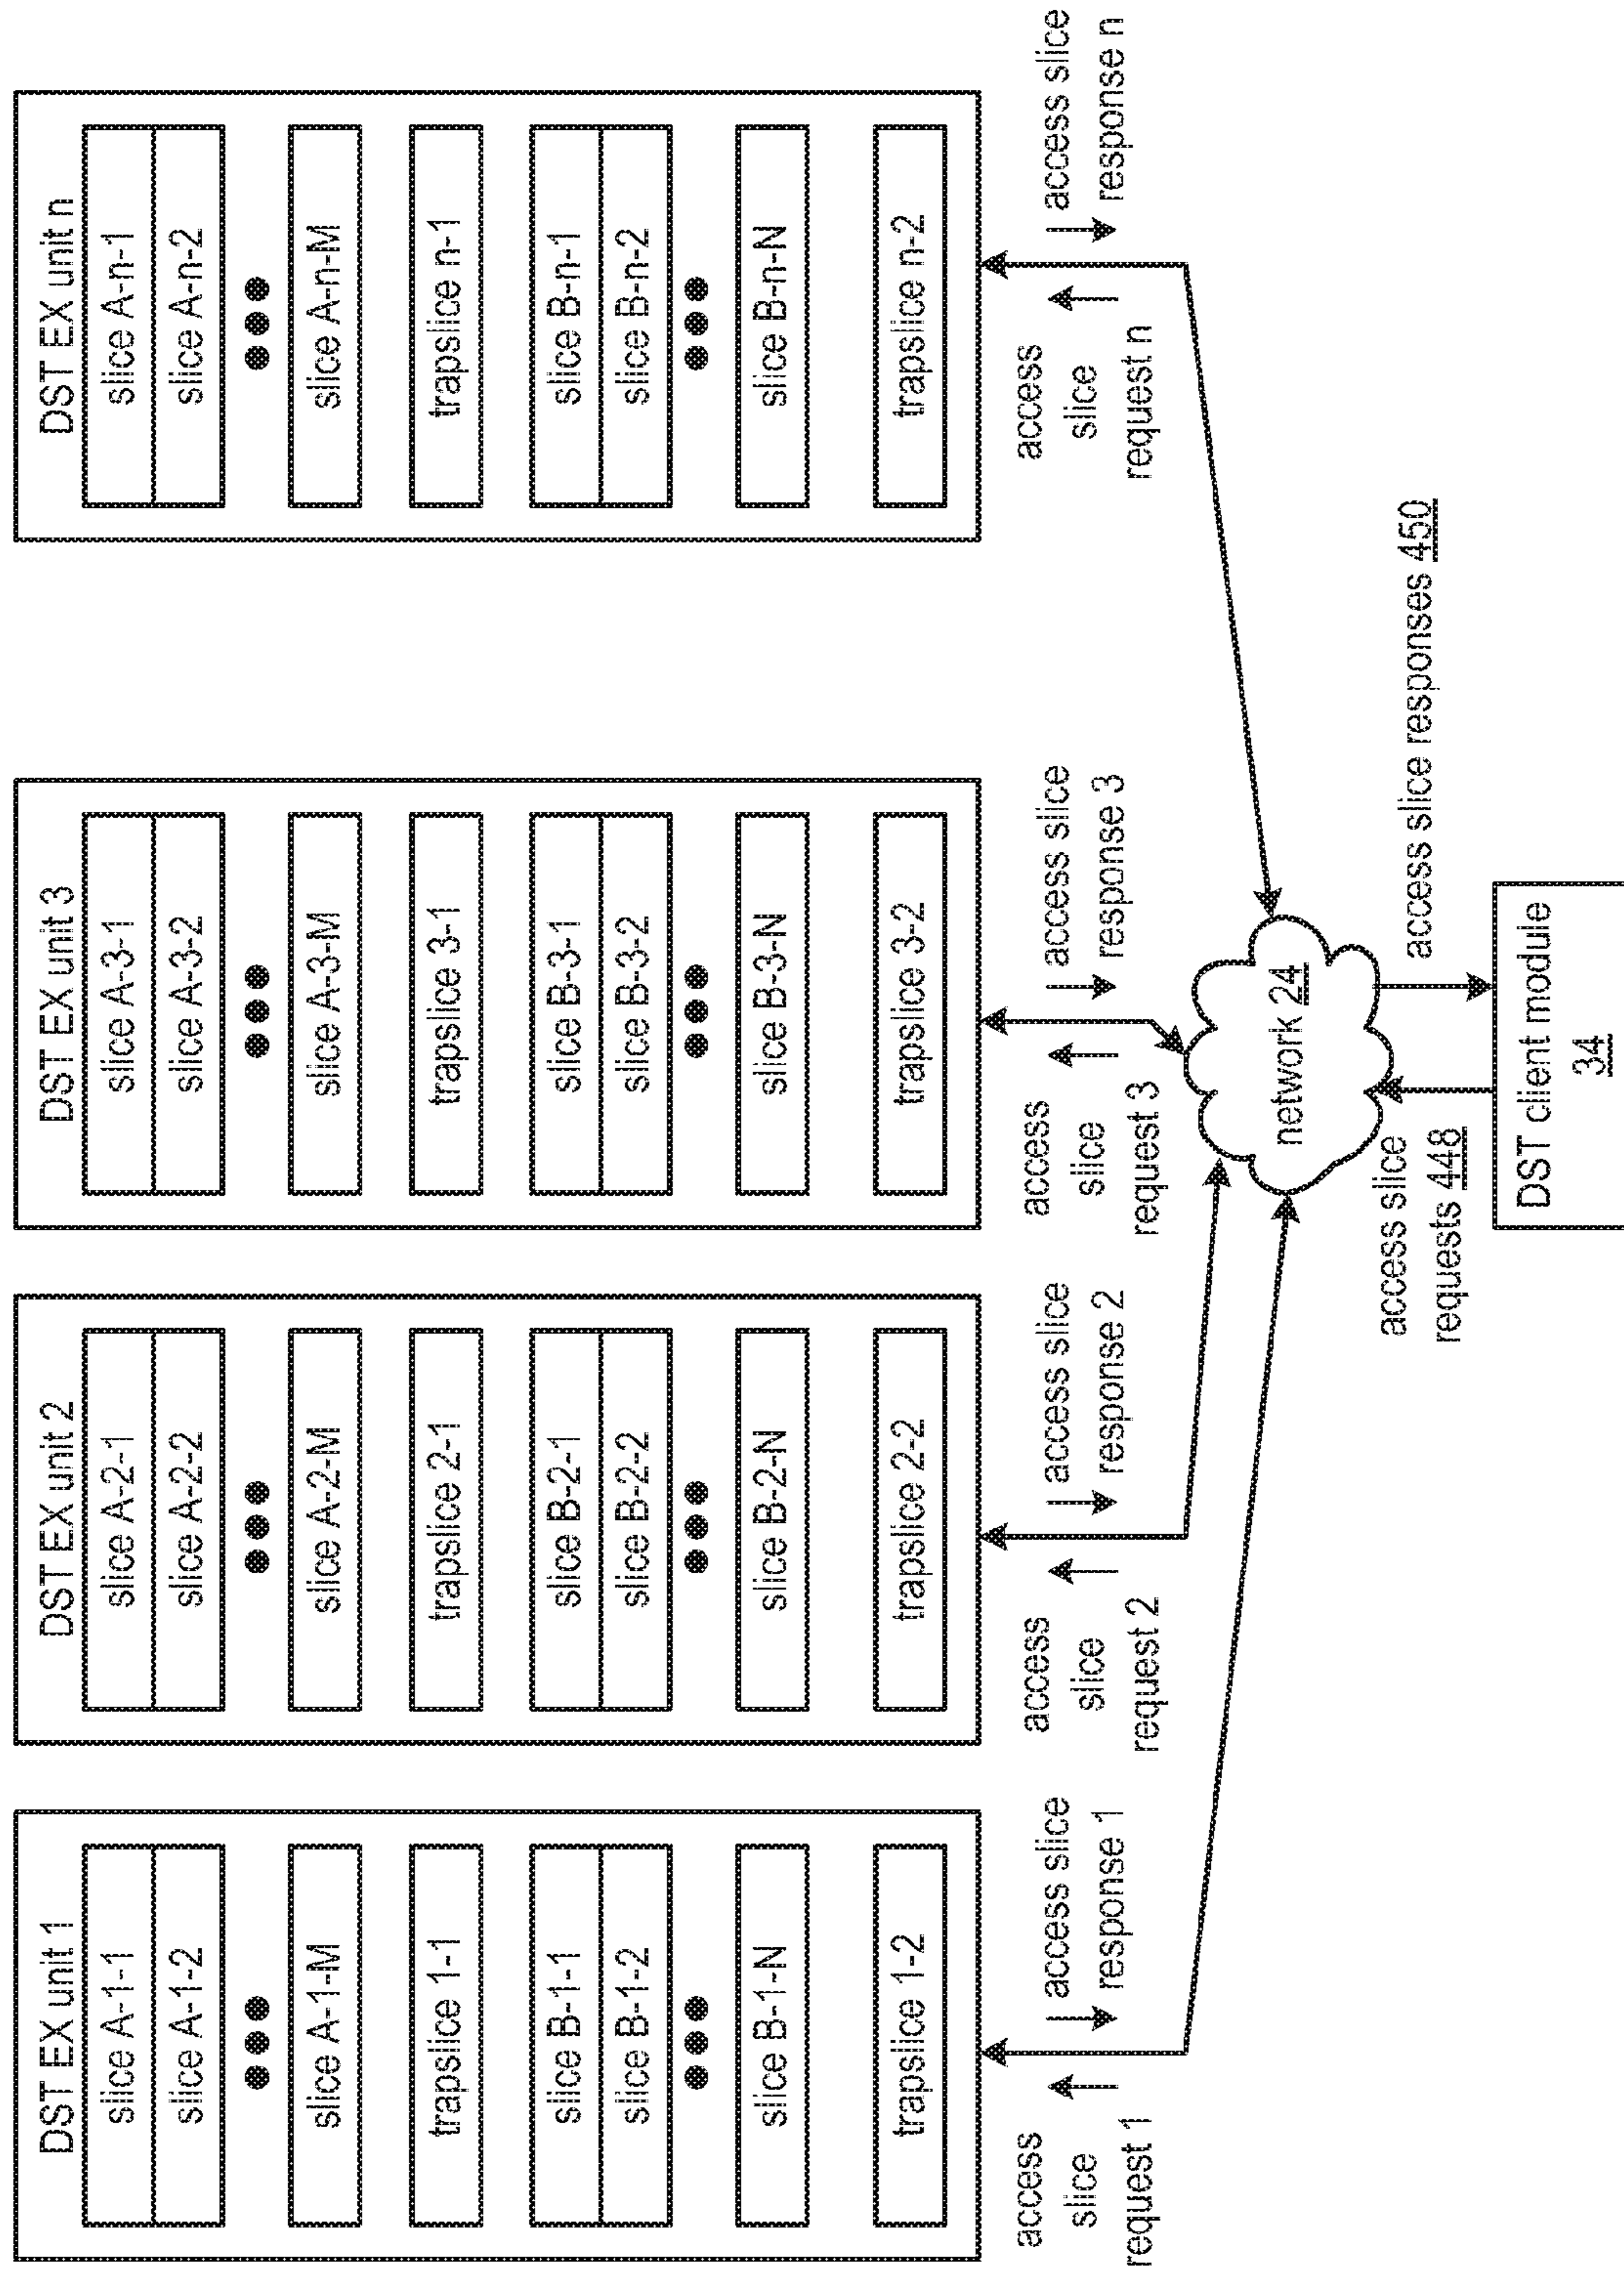 DST EX unit 1
slice A-1-1
slice A-1-2
slice A-1-M
trapslice 1-1
slice B-1-1
slice B-1-2
slice B-1-N
trapslice 1-2
access
slice
request 1
access slice
response 1
DST EX unit 2
slice A-2-1
slice A-2-2
slice A-2-M
trapslice 2-1
slice B-2-1
slice B-2-2
slice B-2-N
trapslice 2-2
access
slice
request 2
access slice
response 2
DST EX unit 3
slice A-3-1
slice A-3-2
slice A-3-M
trapslice 3-1
slice B-3-1
slice B-3-2
slice B-3-N
trapslice 3-2
access
slice
request 3
access slice
response 3
DST EX unit n
slice A-n-1
slice A-n-2
slice A-n-M
trapslice n-1
slice B-n-1
slice B-n-2
slice B-n-N
trapslice n-2
access
slice
request n
access slice
response n
network 24
access slice
requests 448
access slice responses 450
DST client module
34